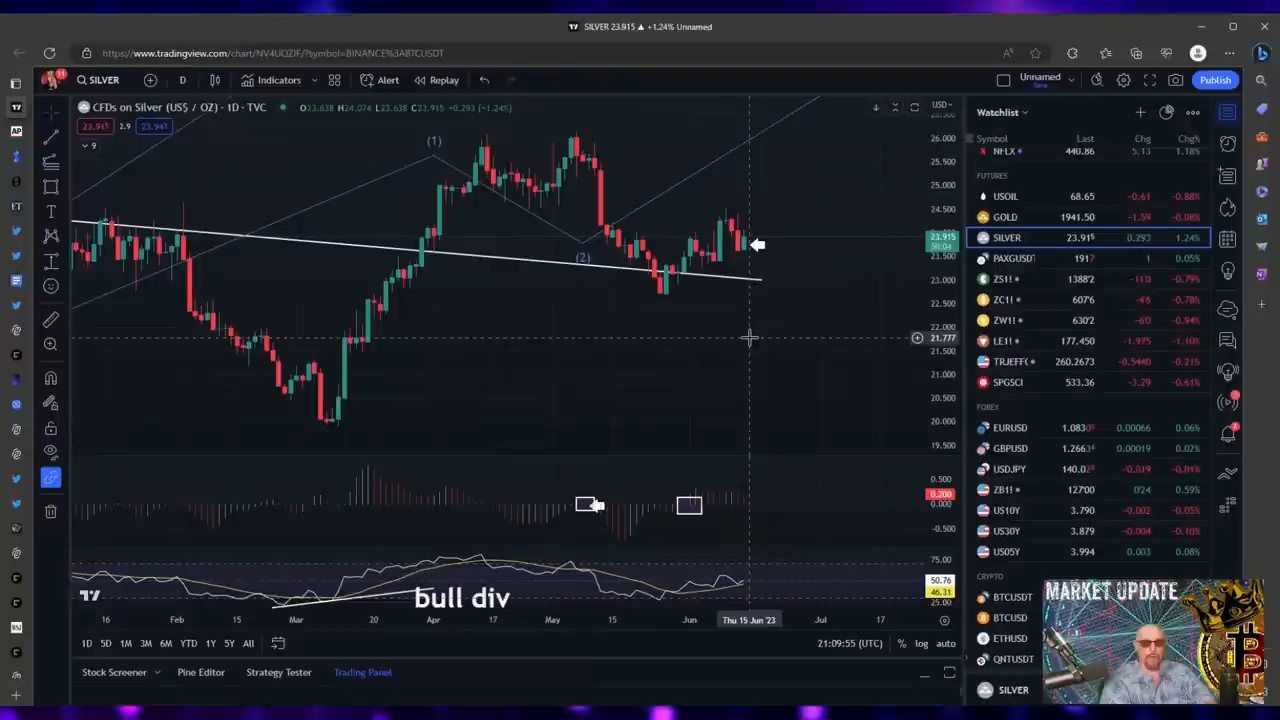 SILVER 23.915 ▲ +1.24% Unnamed
https://www.tradingview.com/chart/NV4UQZIF/?symbol=BINANCE%3ABTCUSDT
11
SILVER
D
Indicators
Alert
Replay
Unnamed
Save
Publish
CFDs on Silver (US$ / OZ) · 1D · TVC
O23.638 H24.074 L23.638 C23.915 +0.293 (+1.24%)
23.915
2.9
23.943
9
(1)
(2)
USD
26.000
25.500
25.000
24.500
23.915
23.500
23.000
22.500
22.000
21.777
21.500
21.000
20.500
20.000
19.500
0.500
0.200
0.000
-0.500
75.00
50.76
46.31
25.00
bull div
16
Feb
15
Mar
20
Apr
17
May
15
Jun
Thu 15 Jun '23
Jul
17
1D 5D 1M 3M 6M YTD 1Y 5Y All
21:09:55 (UTC)
% log auto
Stock Screener
Pine Editor
Strategy Tester
Trading Panel
Watchlist
Symbol Last Chg Chg%
NFLX 440.86 5.13 1.18%
FUTURES
USOIL 68.65 -0.61 -0.88%
GOLD 1941.50 -1.59 -0.08%
SILVER 23.915 0.293 1.24%
PAXGUSDT 1917 1 0.05%
ZS1! 1388'2 -11'0 -0.79%
ZC1! 607'6 -4'6 -0.78%
ZW1! 630'2 -6'0 -0.94%
LE1! 177.450 -1.975 -1.10%
TRJEFFC 260.2673 -0.5440 -0.21%
SPGSCI 533.36 -3.29 -0.61%
FOREX
EURUSD 1.0830 0.00066 0.06%
GBPUSD 1.2663 0.00019 0.02%
USDJPY 140.02 -0.019 -0.01%
ZB1! 127'00 0'24 0.59%
US10Y 3.790 -0.002 -0.05%
US30Y 3.879 -0.004 -0.10%
US05Y 3.994 0.003 0.08%
CRYPTO
BTCUSDT
BTCUSD
ETHUSD
QNTUSDT
SILVER
MARKET UPDATE